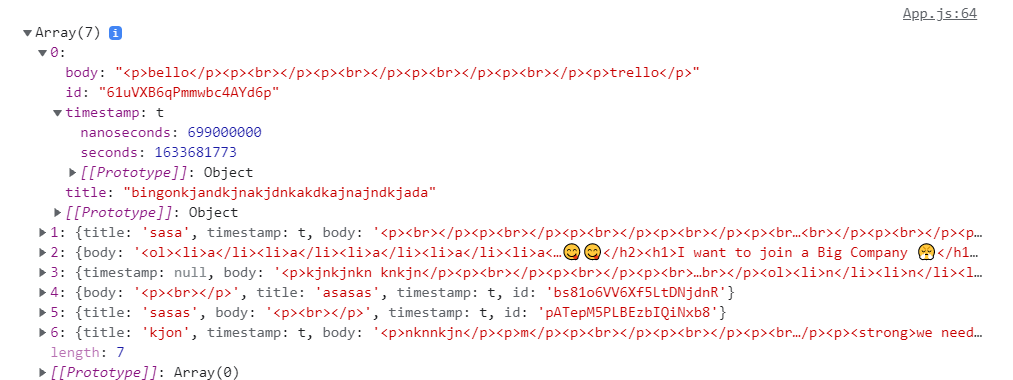 App.js:64
▼Array(7) i
▼0:
body: "<p>bello</p><p><br></p><p><br></p><p><br></p><p><br></p><p>trello</p>"
id: "61uVXB6qPmmwbc4AYd6p"
▼timestamp: t
nanoseconds: 699000000
seconds: 1633681773
▶[[Prototype]]: Object
title: "bingonkjandkjnakjdnkakdkajnajndkjada"
▶[[Prototype]]: Object
▶1: {title: 'sasa', timestamp: t, body: '<p><br></p><p><br></p><p><br></p><p><br></p><p><br…<br></p><p><br></p><p…
▶2: {body: '<ol><li>a</li><li>a</li><li>a</li><li>a</li><li>a<…😋😋</h2><h1>I want to join a Big Company 😤</h1…
▶3: {timestamp: null, body: '<p>kjnkjnkn knkjn</p><p><br></p><p><br></p><p><br>…br></p><ol><li>n</li><li>n</li><l…
▶4: {body: '<p><br></p>', title: 'asasas', timestamp: t, id: 'bs81o6VV6Xf5LtDNjdnR'}
▶5: {title: 'sasas', body: '<p><br></p>', timestamp: t, id: 'pATepM5PLBEzbIQiNxb8'}
▶6: {title: 'kjon', timestamp: t, body: '<p>nknnkjn</p><p>m</p><p><br></p><p><br></p><p><br…/p><p><strong>we need…
length: 7
▶[[Prototype]]: Array(0)